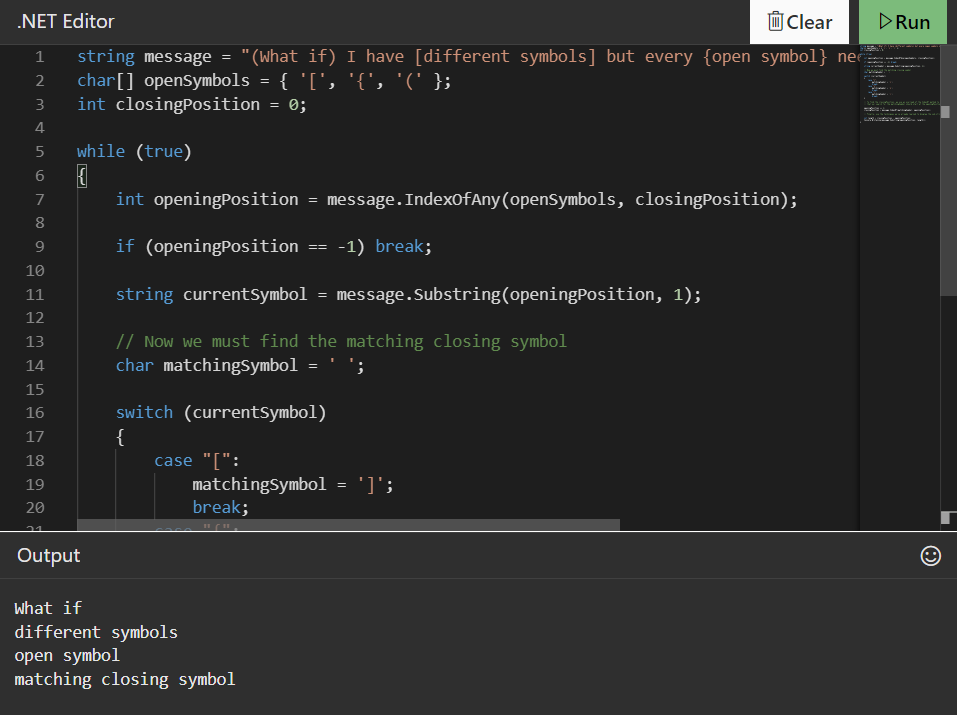 .NET Editor
Clear
Run
1 string message = "(What if) I have [different symbols] but every {open symbol} nee
2 char[] openSymbols = { '[', '{', '(' };
3 int closingPosition = 0;
4
5 while (true)
6 {
7 int openingPosition = message.IndexOfAny(openSymbols, closingPosition);
8
9 if (openingPosition == -1) break;
10
11 string currentSymbol = message.Substring(openingPosition, 1);
12
13 // Now we must find the matching closing symbol
14 char matchingSymbol = ' ';
15
16 switch (currentSymbol)
17 {
18 case "[":
19 matchingSymbol = ']';
20 break;
21 case "{":
Output
What if
different symbols
open symbol
matching closing symbol